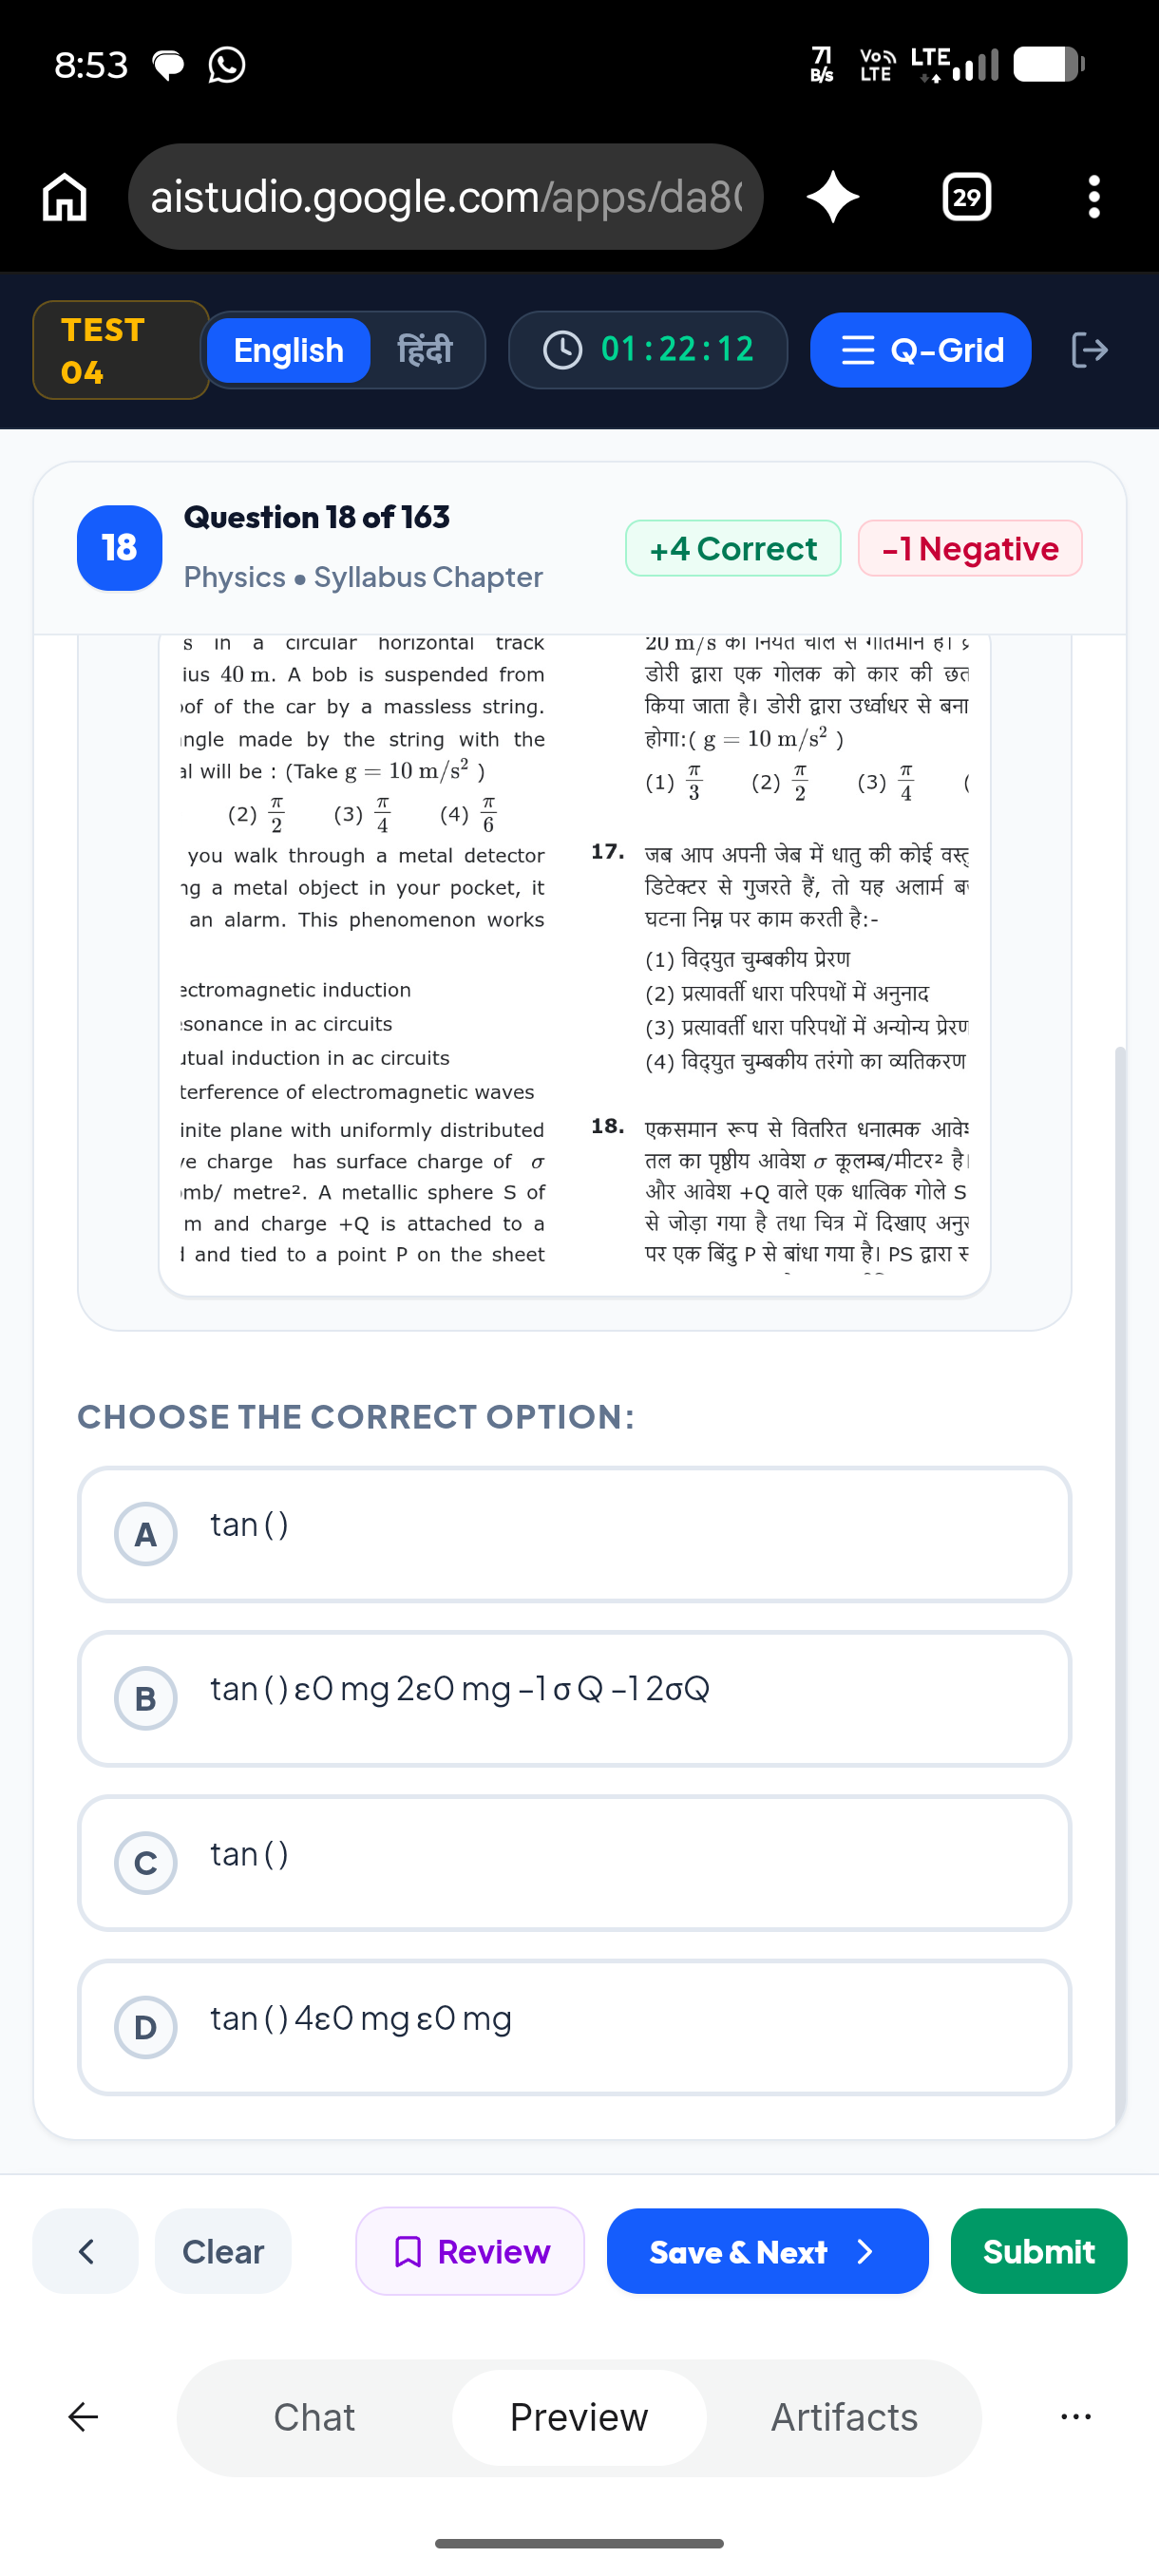 8:53
71 B/s
Vo LTE
LTE
aistudio.google.com/apps/da8
29
TEST 04
English
हिंदी
01:22:12
Q-Grid
18
Question 18 of 163
Physics • Syllabus Chapter
+4 Correct
-1 Negative
s in a circular horizontal track
ius 40 m. A bob is suspended from
of of the car by a massless string.
ngle made by the string with the
al will be : (Take g = 10 m/s² )
(2) π/2 (3) π/4 (4) π/6
you walk through a metal detector
ng a metal object in your pocket, it
an alarm. This phenomenon works
ectromagnetic induction
sonance in ac circuits
utual induction in ac circuits
terference of electromagnetic waves
inite plane with uniformly distributed
ve charge has surface charge of σ
mb/ metre². A metallic sphere S of
m and charge +Q is attached to a
d and tied to a point P on the sheet
20 m/s की नियत चाल से गतिमान है।
डोरी द्वारा एक गोलक को कार की छत
किया जाता है। डोरी द्वारा उर्ध्वाधर से बना
होगा:( g = 10 m/s² )
(1) π/3 (2) π/2 (3) π/4 (
17. जब आप अपनी जेब में धातु की कोई वस्तु
डिटेक्टर से गुजरते हैं, तो यह अलार्म
घटना निम्न पर काम करती है:-
(1) विद्युत चुम्बकीय प्रेरण
(2) प्रत्यावर्ती धारा परिपथों में अनुनाद
(3) प्रत्यावर्ती धारा परिपथों में अन्योन्य प्रेरण
(4) विद्युत चुम्बकीय तरंगो का व्यतिकरण
18. एकसमान रूप से वितरित धनात्मक आवेश
तल का पृष्ठीय आवेश σ कूलम्ब/मीटर² है।
और आवेश +Q वाले एक धात्विक गोले S
से जोड़ा गया है तथा चित्र में दिखाए
पर एक बिंदु P से बांधा गया है। PS द्वारा
CHOOSE THE CORRECT OPTION:
A tan ( )
B tan ( ) ε0 mg 2ε0 mg −1 σ Q −1 2σQ
C tan ( )
D tan ( ) 4ε0 mg ε0 mg
Clear
Review
Save & Next
Submit
Chat
Preview
Artifacts